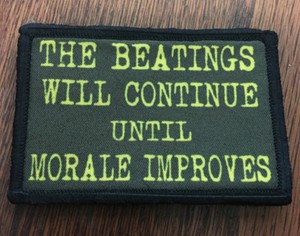 THE BEATINGS
WILL CONTINUE
UNTIL
MORALE IMPROVES